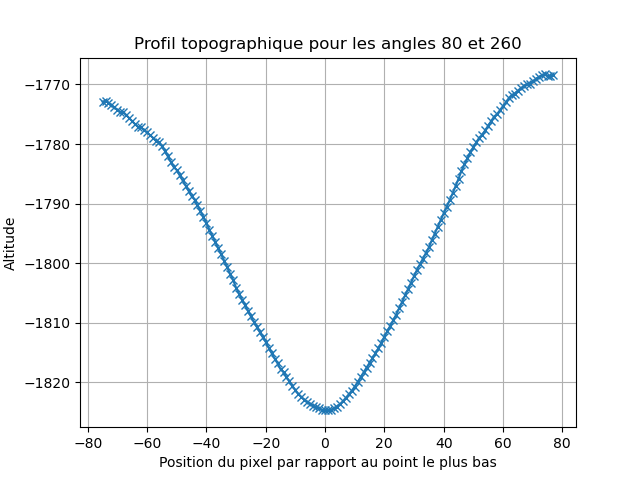 Profil topographique pour les angles 80 et 260
−1770
−1780
−1790
−1800
−1810
−1820
Altitude
−80 −60 −40 −20 0 20 40 60 80
Position du pixel par rapport au point le plus bas